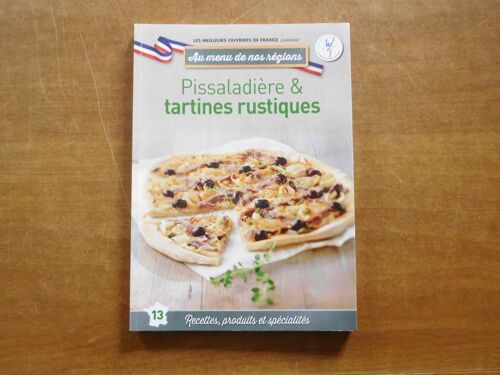 LES MEILLEURS OUVRIERS DE FRANCE présentent
Au menu de nos régions
Pissaladière &
tartines rustiques
13
Recettes, produits et spécialités